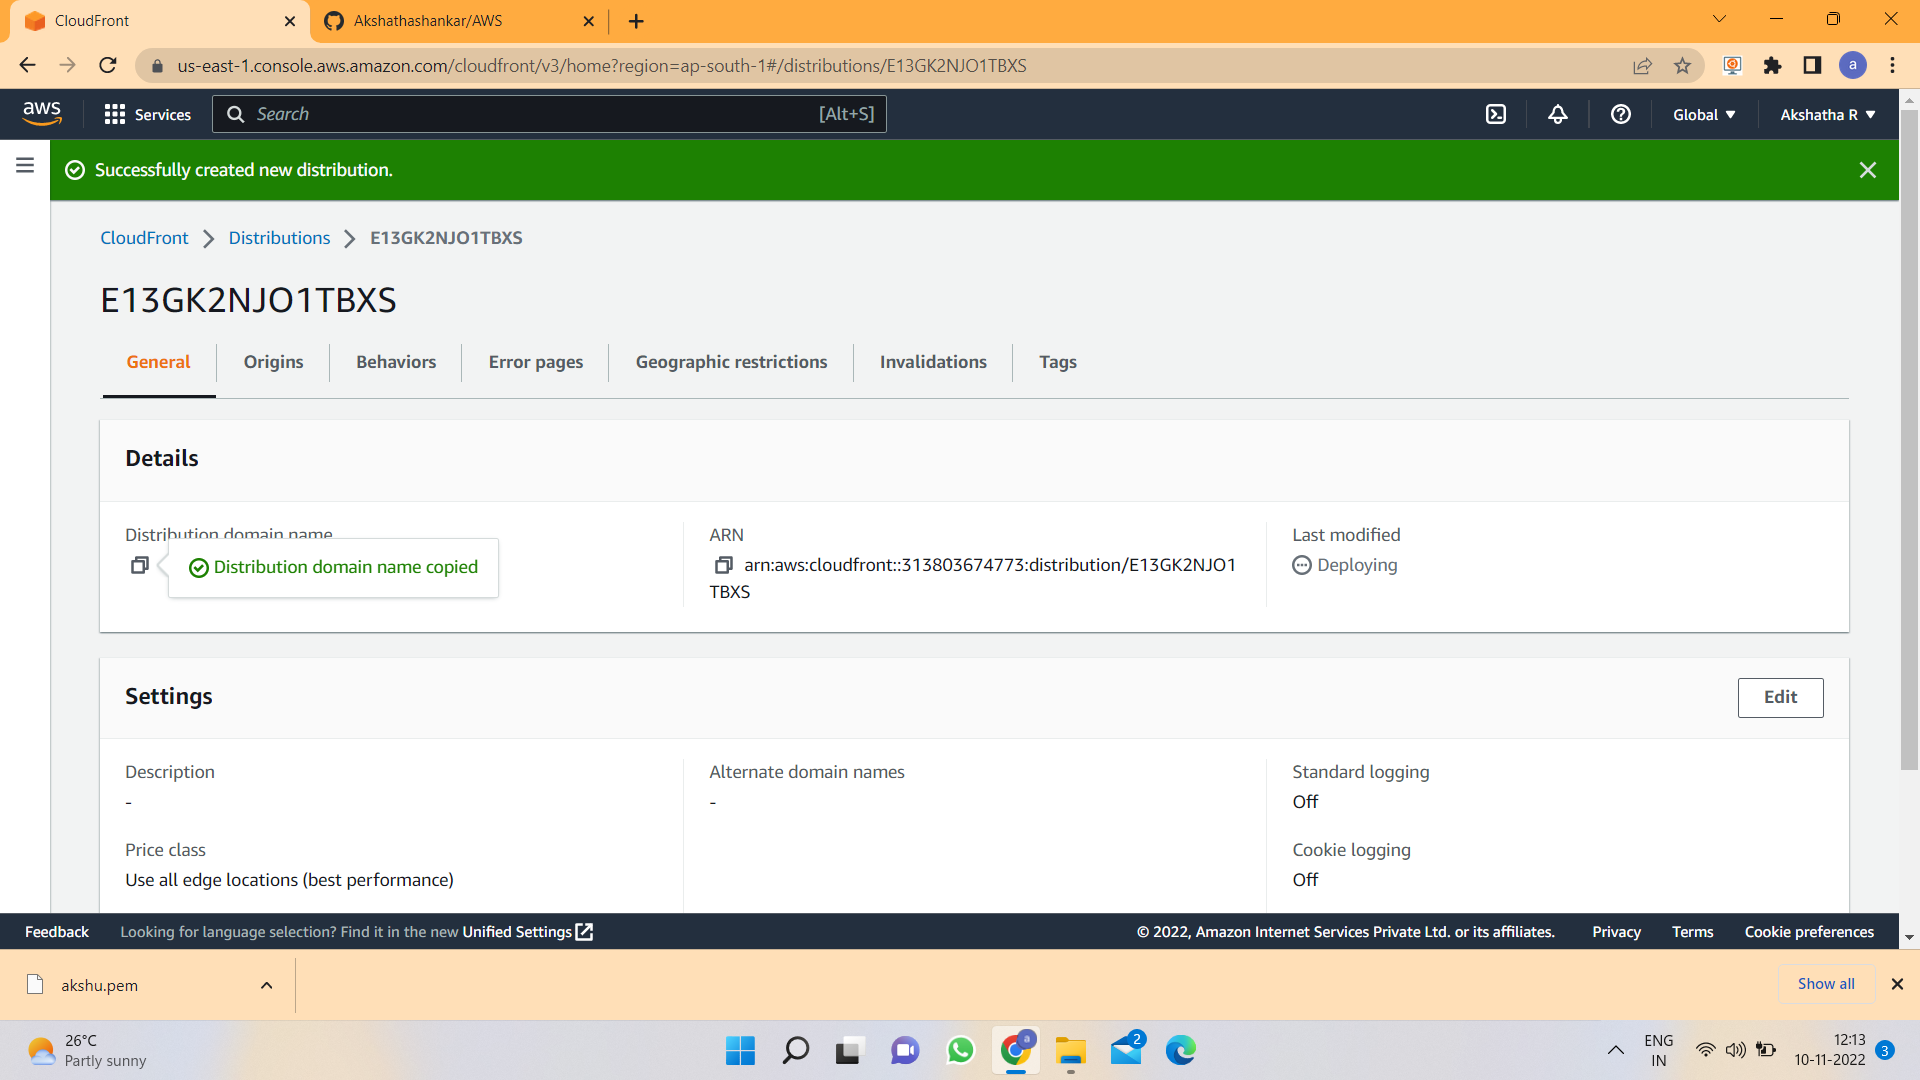 CloudFront
Akshathashankar/AWS
us-east-1.console.aws.amazon.com/cloudfront/v3/home?region=ap-south-1#/distributions/E13GK2NJO1TBXS
a
aws
Services
Search
[Alt+S]
Global
Akshatha R
Successfully created new distribution.
CloudFront
Distributions
E13GK2NJO1TBXS
E13GK2NJO1TBXS
General
Origins
Behaviors
Error pages
Geographic restrictions
Invalidations
Tags
Details
Distribution domain name
Distribution domain name copied
ARN
arn:aws:cloudfront::313803674773:distribution/E13GK2NJO1
TBXS
Last modified
Deploying
Settings
Edit
Description
-
Alternate domain names
-
Standard logging
Off
Price class
Use all edge locations (best performance)
Cookie logging
Off
Feedback
Looking for language selection? Find it in the new Unified Settings
© 2022, Amazon Internet Services Private Ltd. or its affiliates.
Privacy
Terms
Cookie preferences
akshu.pem
Show all
26°C
Partly sunny
a
2
ENG
IN
12:13
10-11-2022
3